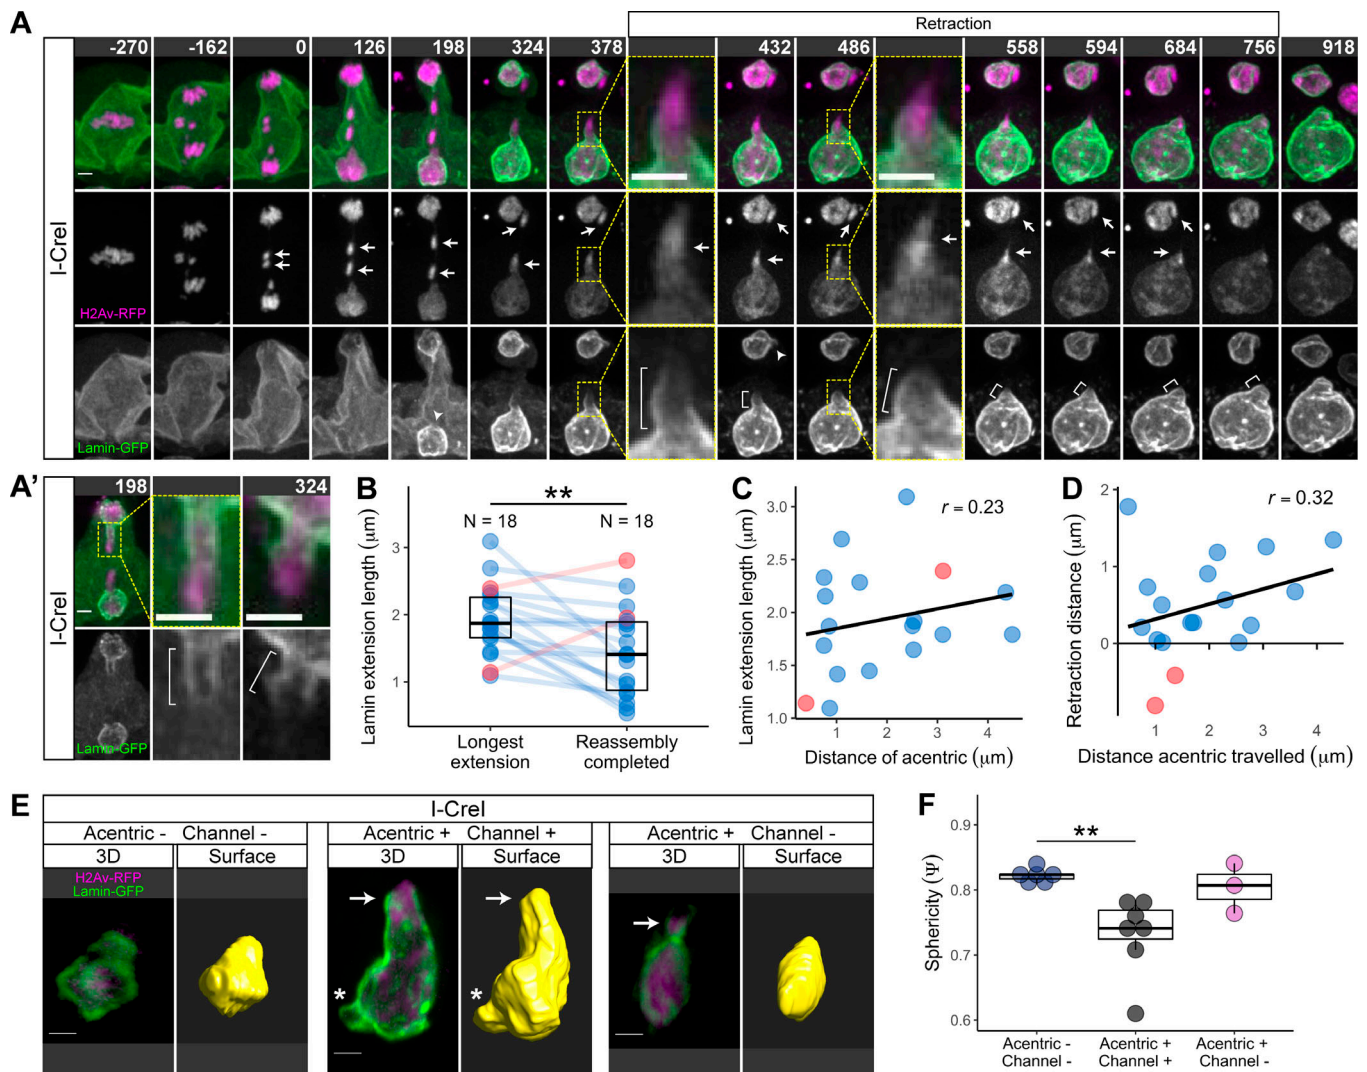 A
Retraction
-270 -162 0 126 198 324 378 432 486 558 594 684 756 918
I-CreI
H2Av-RFP
Lamin-GFP
A'
I-CreI
198 324
Lamin-GFP
B
**
N = 18 N = 18
Lamin extension length (μm)
3
2
1
Longest extension
Reassembly completed
C
r = 0.23
Lamin extension length (μm)
3.0
2.5
2.0
1.5
1.0
1 2 3 4
Distance of acentric (μm)
D
r = 0.32
Retraction distance (μm)
2
1
0
1 2 3 4
Distance acentric travelled (μm)
E
I-CreI
Acentric - Channel -
Acentric + Channel +
Acentric + Channel -
3D Surface 3D Surface 3D Surface
H2Av-RFP
Lamin-GFP
* *
F
**
Sphericity (Ψ)
0.9
0.8
0.7
0.6
Acentric - Channel -
Acentric + Channel +
Acentric + Channel -